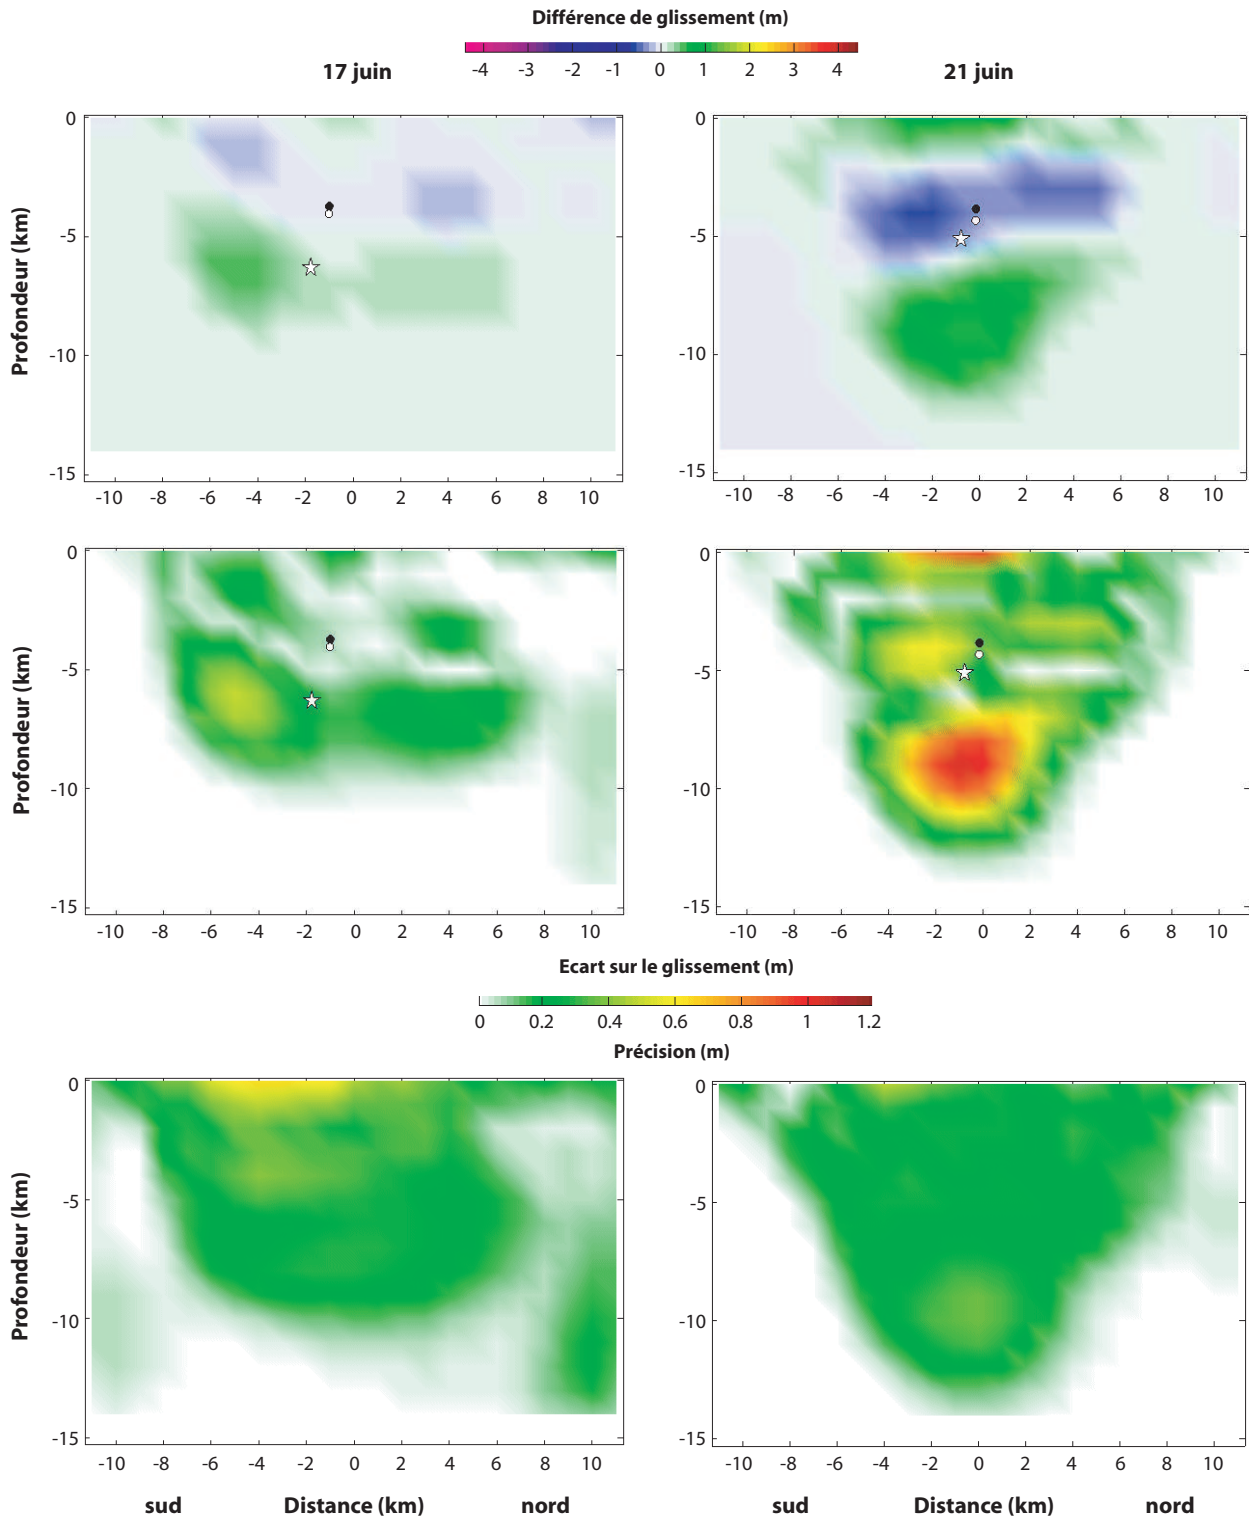 Différence de glissement (m)
-4 -3 -2 -1 0 1 2 3 4
17 juin
21 juin
Profondeur (km)
0
-5
-10
-15
-10 -8 -6 -4 -2 0 2 4 6 8 10
0
-5
-10
-15
-10 -8 -6 -4 -2 0 2 4 6 8 10
Profondeur (km)
0
-5
-10
-15
-10 -8 -6 -4 -2 0 2 4 6 8 10
0
-5
-10
-15
-10 -8 -6 -4 -2 0 2 4 6 8 10
Ecart sur le glissement (m)
0 0.2 0.4 0.6 0.8 1 1.2
Précision (m)
Profondeur (km)
0
-5
-10
-15
-10 -8 -6 -4 -2 0 2 4 6 8 10
sud Distance (km) nord
0
-5
-10
-15
-10 -8 -6 -4 -2 0 2 4 6 8 10
sud Distance (km) nord